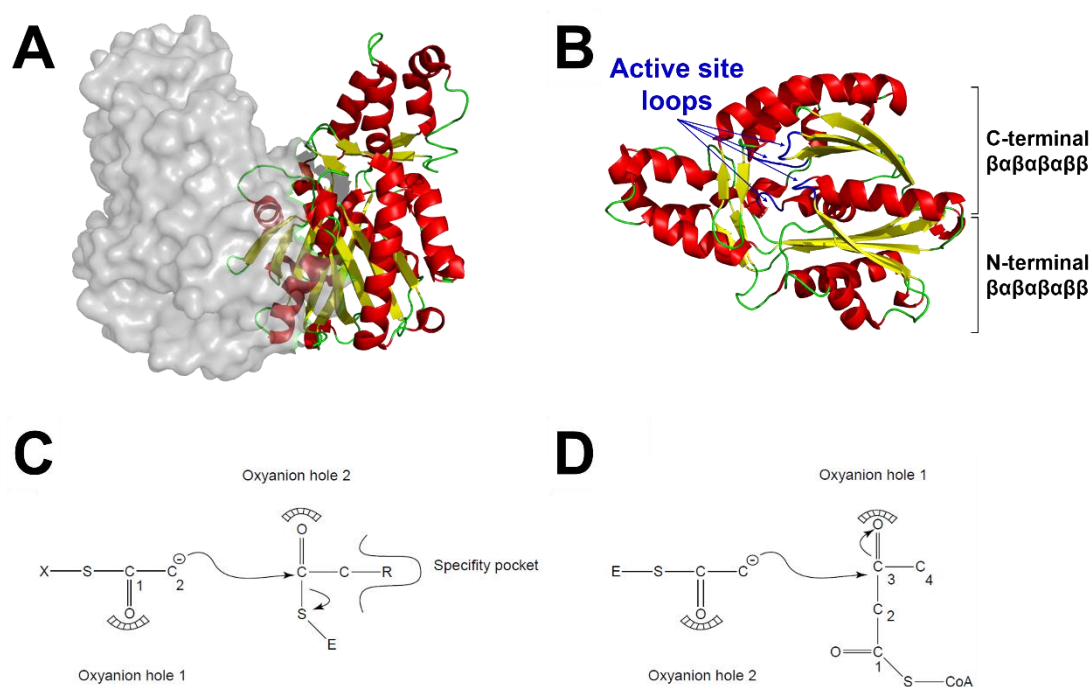 A
B
Active site
loops
C-terminal
βαβαβαββ
N-terminal
βαβαβαββ
C
Oxyanion hole 2
O
X S C C ⊖ C C R
1 2
O
S
E
Specifity pocket
Oxyanion hole 1
D
Oxyanion hole 1
O
E S C C ⊖ C C
3 4
O
C
2
O C
1
S CoA
Oxyanion hole 2